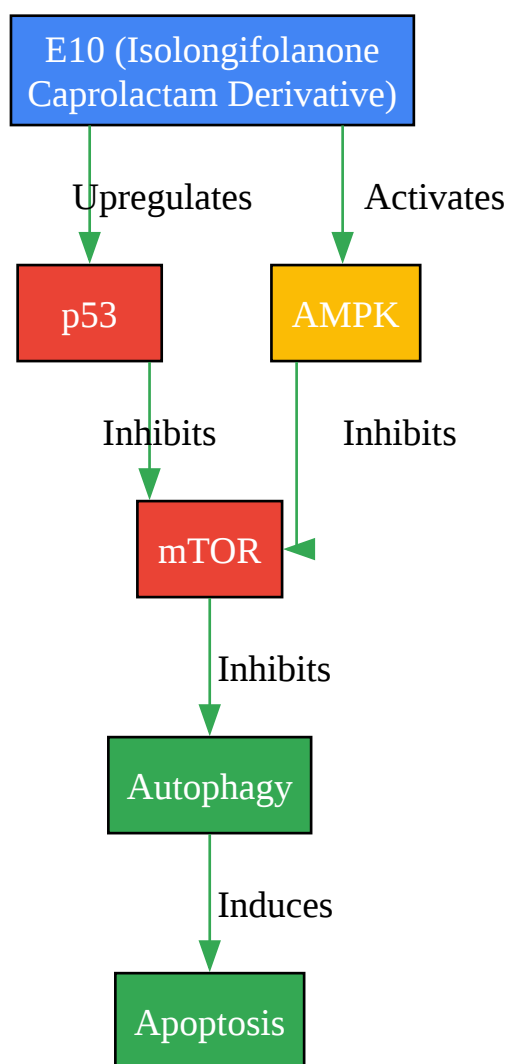 E10 (Isolongifolanone
Caprolactam Derivative)
Upregulates
Activates
p53
AMPK
Inhibits
Inhibits
mTOR
Inhibits
Autophagy
Induces
Apoptosis